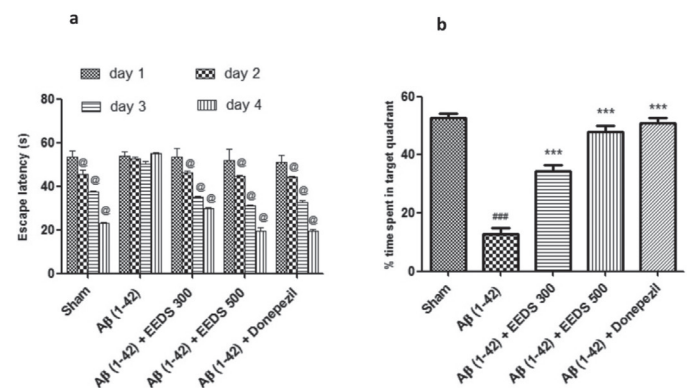 a
day 1
day 2
day 3
day 4
80
60
40
20
0
Escape latency (s)
@
@
@
@
@
@
@
@
@
@
@
@
Sham
Aβ (1-42)
Aβ (1-42) + EEDS 300
Aβ (1-42) + EEDS 500
Aβ (1-42) + Donepezil
b
60
40
20
0
% time spent in target quadrant
###
***
***
***
Sham
Aβ (1-42)
Aβ (1-42) + EEDS 300
Aβ (1-42) + EEDS 500
Aβ (1-42) + Donepezil